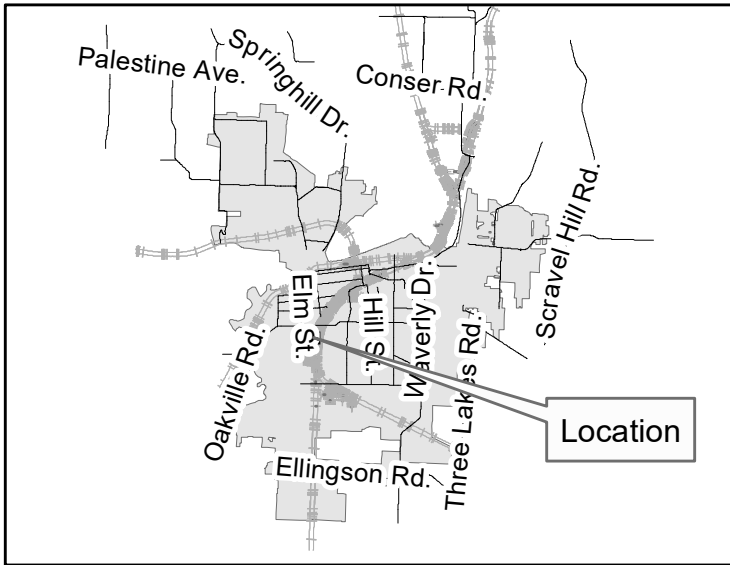 Springhill Dr.
Palestine Ave.
Conser Rd.
Scravel Hill Rd.
Elm St.
Hill St.
Waverly Dr.
Oakville Rd.
Three Lakes Rd.
Location
Ellingson Rd.